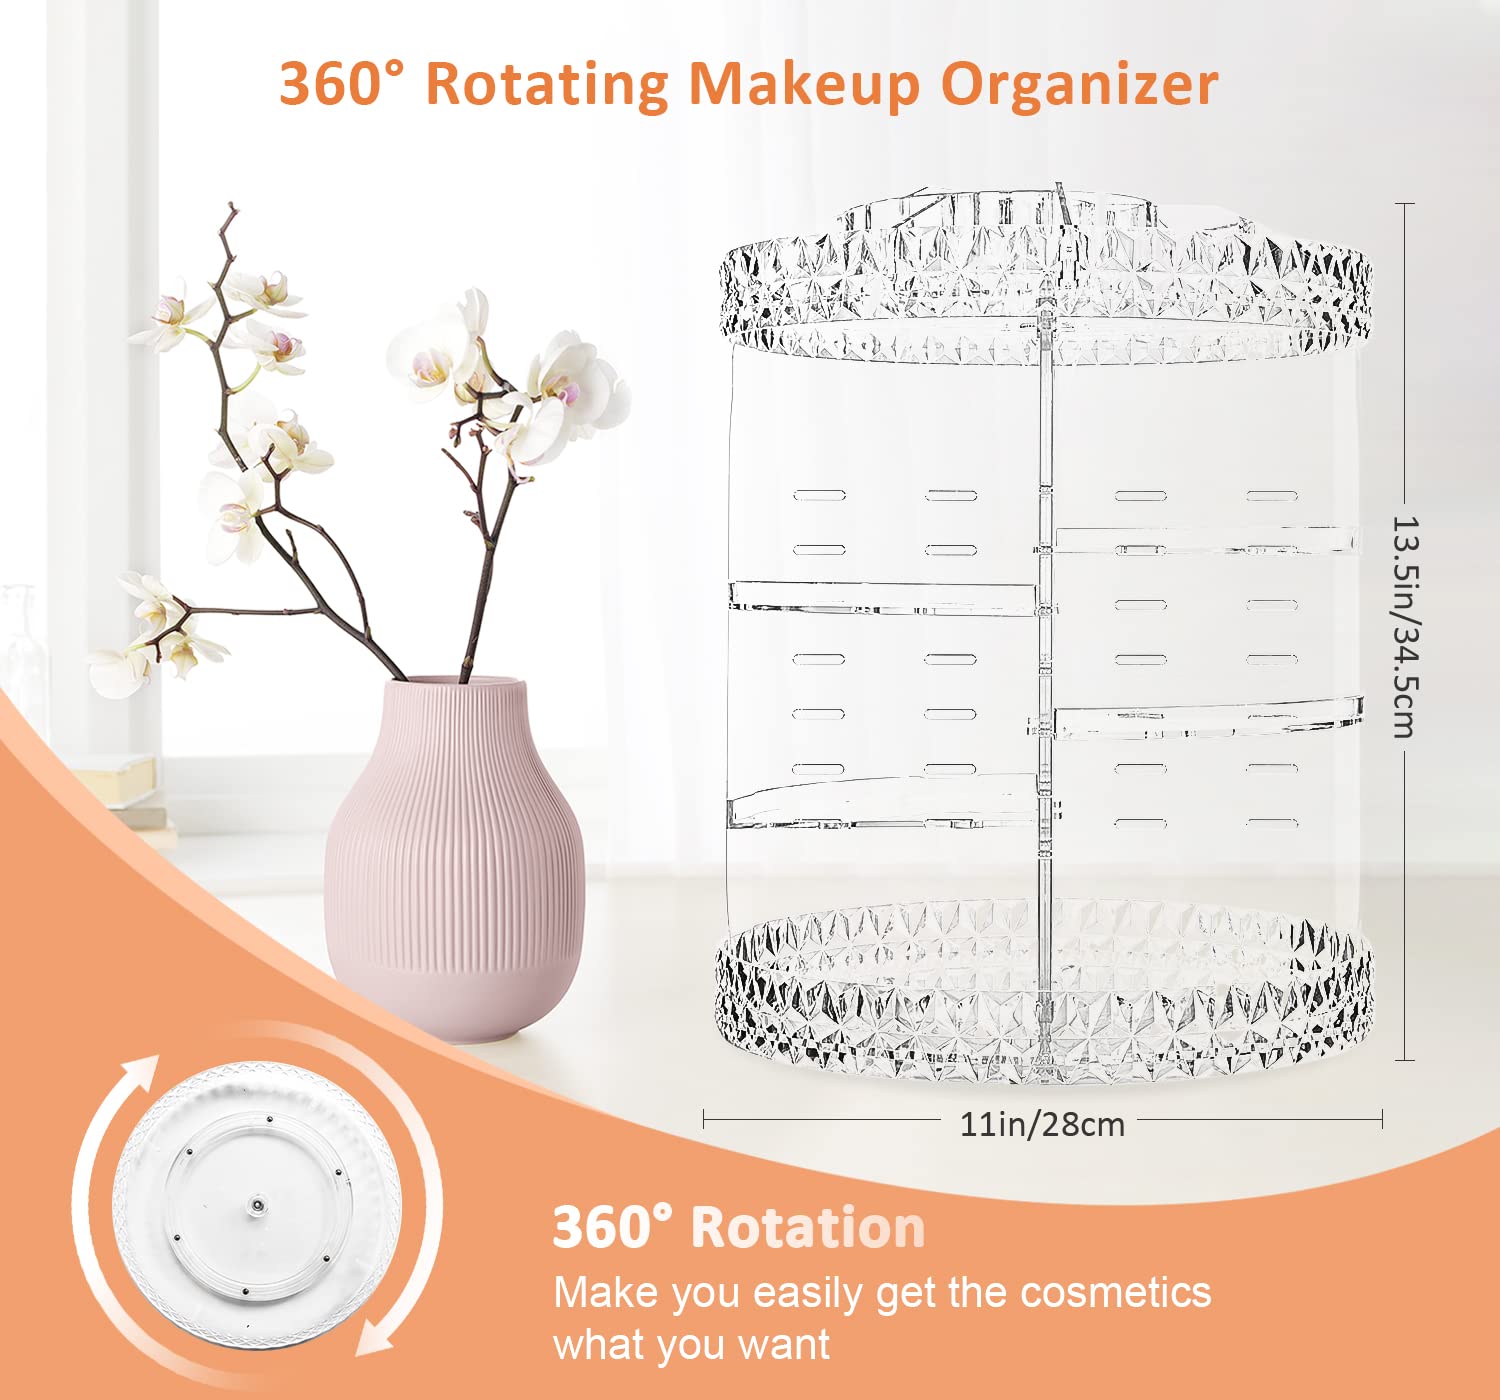 360° Rotating Makeup Organizer
13.5in/34.5cm
11in/28cm
360° Rotation
Make you easily get the cosmetics
what you want